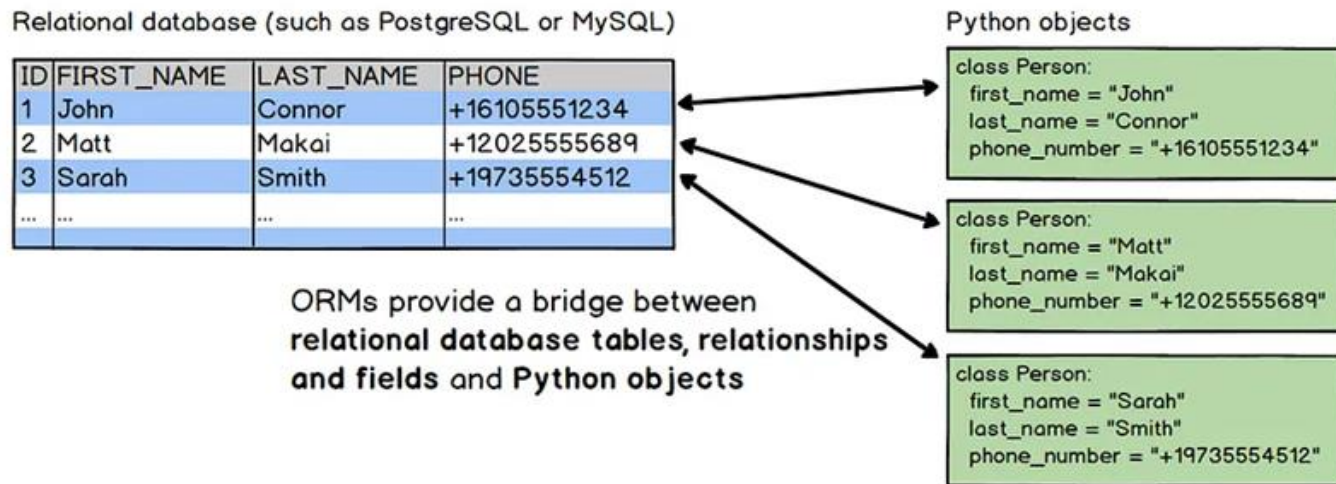 Relational database (such as PostgreSQL or MySQL)
ID FIRST_NAME LAST_NAME PHONE
1 John Connor +16105551234
2 Matt Makai +12025555689
3 Sarah Smith +19735554512
... ... ... ...
ORMs provide a bridge between
relational database tables, relationships
and fields and Python objects
Python objects
class Person:
first_name = "John"
last_name = "Connor"
phone_number = "+16105551234"
class Person:
first_name = "Matt"
last_name = "Makai"
phone_number = "+12025555689"
class Person:
first_name = "Sarah"
last_name = "Smith"
phone_number = "+19735554512"